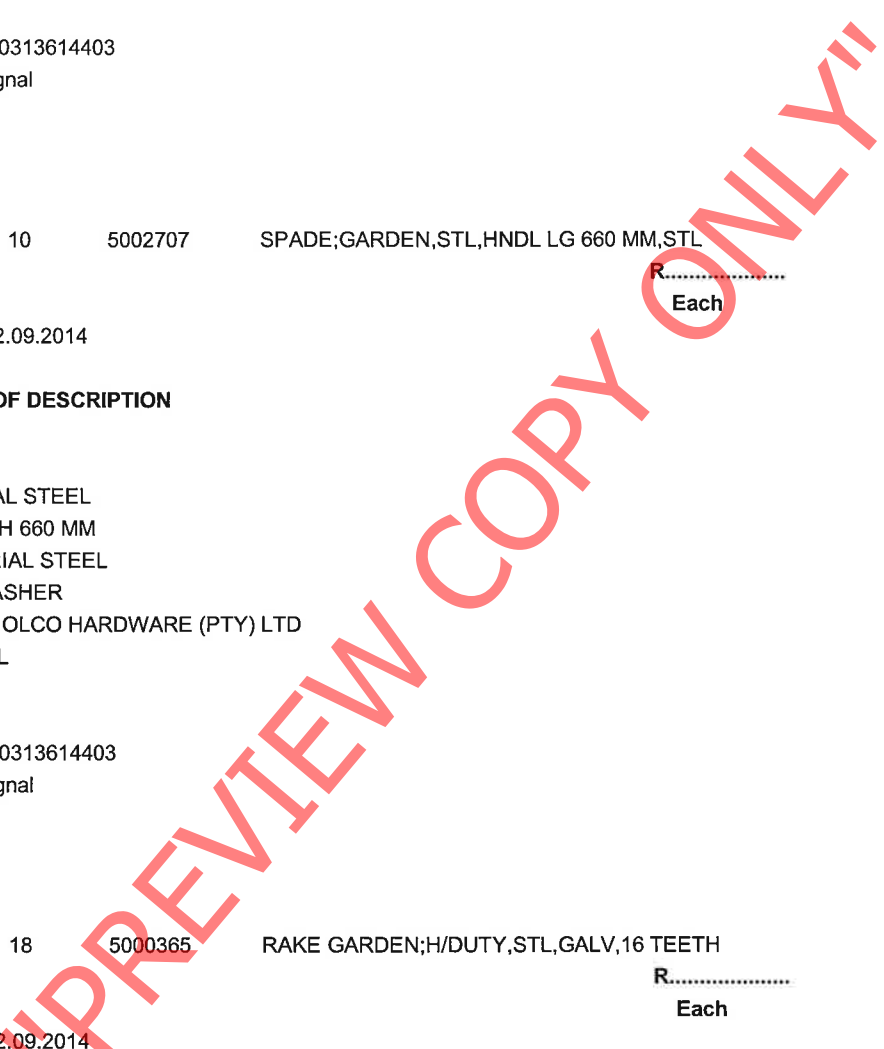 0313614403
gnal
10 5002707 SPADE;GARDEN,STL,HNDL LG 660 MM,STL
R....................
Each
2.09.2014
OF DESCRIPTION
AL STEEL
H 660 MM
IAL STEEL
ASHER
OLCO HARDWARE (PTY) LTD
L
0313614403
gnal
18 5000365 RAKE GARDEN;H/DUTY,STL,GALV,16 TEETH
R....................
Each
2.09.2014
"PREVIEW COPY ONLY"